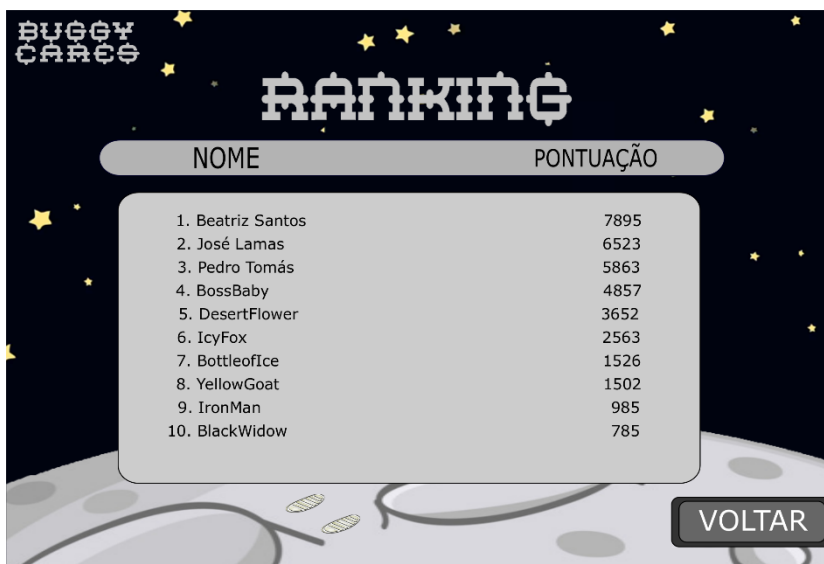 BUGGY
CARES
RANKING
NOME PONTUAÇÃO
1. Beatriz Santos 7895
2. José Lamas 6523
3. Pedro Tomás 5863
4. BossBaby 4857
5. DesertFlower 3652
6. IcyFox 2563
7. BottleofIce 1526
8. YellowGoat 1502
9. IronMan 985
10. BlackWidow 785
VOLTAR